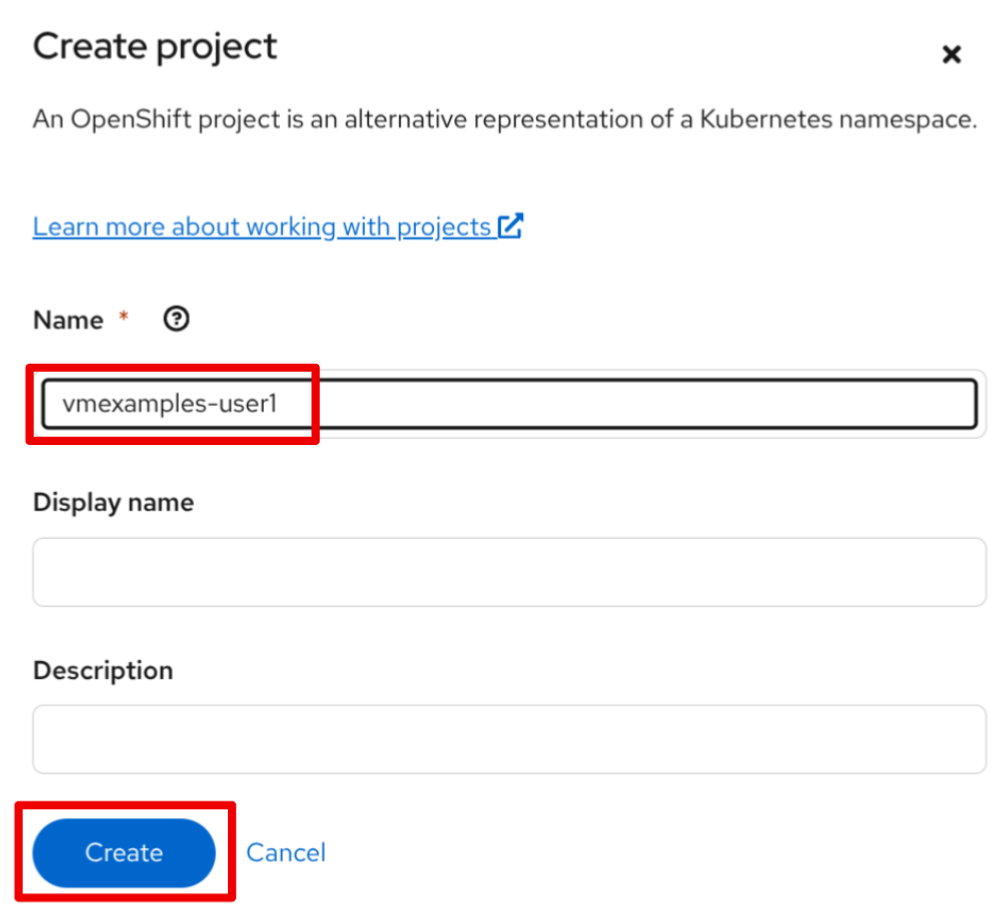 Create project
An OpenShift project is an alternative representation of a Kubernetes namespace.
Learn more about working with projects
Name *
vmexamples-user1
Display name
Description
Create Cancel